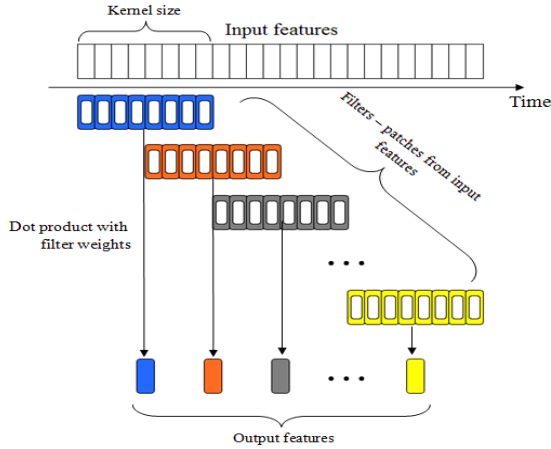 Kernel size
Input features
Time
Filters – patches from input
features
Dot product with
filter weights
Output features